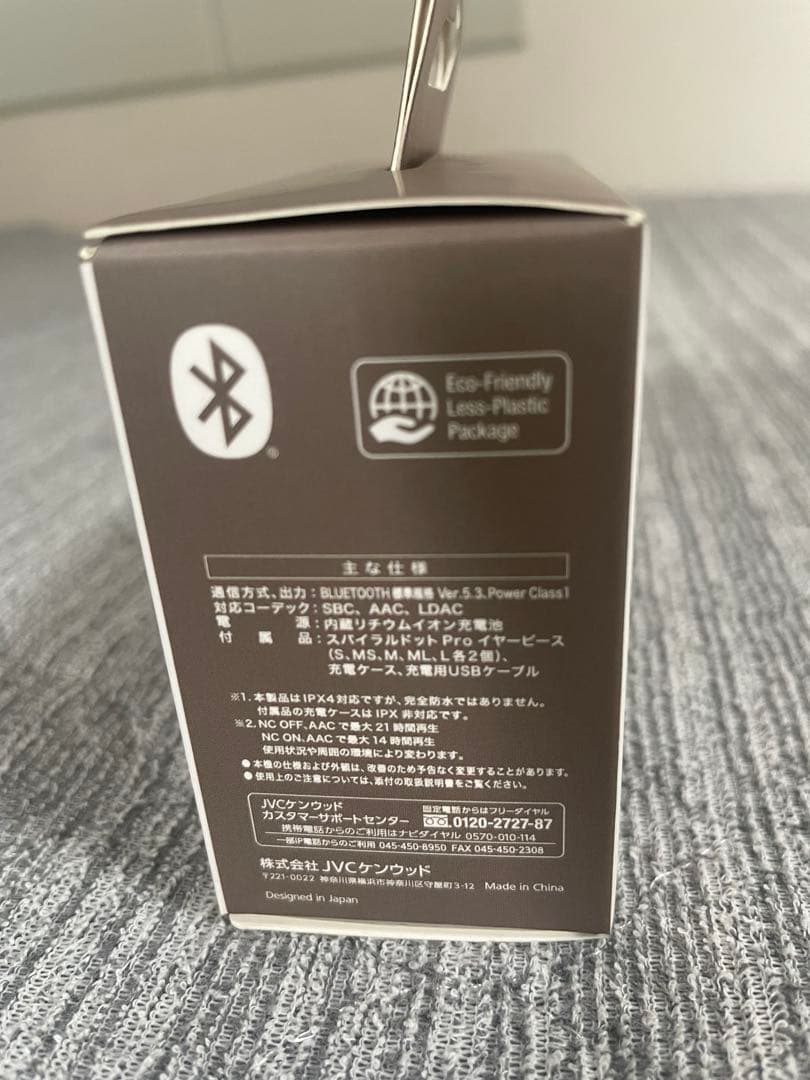 Eco-Friendly
Less-Plastic
Package
主な仕様
通信方式、出力：BLUETOOTH 標準規格 Ver.5.3、Power Class1
対応コーデック：SBC、AAC、LDAC
電源：内蔵リチウムイオン充電池
付属品：スパイラルドット Pro イヤーピース
（S、MS、M、ML、L各2個）、
充電ケース、充電用USBケーブル
※1. 本製品はIPX4対応ですが、完全防水ではありません。
付属品の充電ケースは IPX 非対応です。
※2. NC OFF、AAC で最大 21 時間再生
NC ON、AAC で最大 14 時間再生
使用状況や周囲の環境により変わります。
●本機の仕様および外観は、改善のため予告なく変更することがあります。
●使用上のご注意については、添付の取扱説明書をご覧ください。
JVCケンウッド
カスタマーサポートセンター
固定電話からはフリーダイヤル
0120-2727-87
携帯電話からのご利用はナビダイヤル 0570-010-114
一部IP電話からのご利用 045-450-8950 FAX 045-450-2308
株式会社 JVCケンウッド
〒221-0022 神奈川県横浜市神奈川区守屋町3-12 Made in China
Designed in Japan